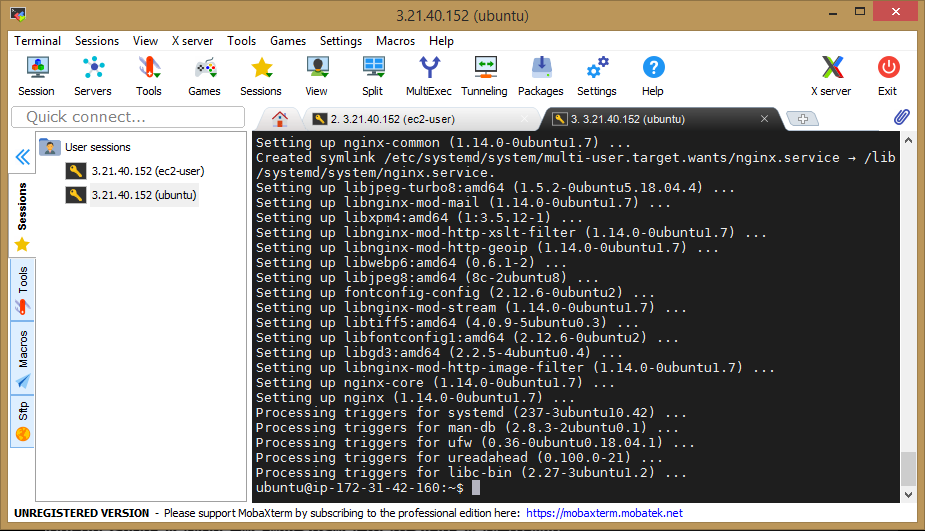 3.21.40.152 (ubuntu)
Terminal Sessions View X server Tools Games Settings Macros Help
Session Servers Tools Games Sessions View Split MultiExec Tunneling Packages Settings Help X server Exit
Quick connect...
2. 3.21.40.152 (ec2-user)
3. 3.21.40.152 (ubuntu)
User sessions
3.21.40.152 (ec2-user)
3.21.40.152 (ubuntu)
Sessions
Tools
Macros
Sftp
Setting up nginx-common (1.14.0-0ubuntu1.7) ...
Created symlink /etc/systemd/system/multi-user.target.wants/nginx.service → /lib
/systemd/system/nginx.service.
Setting up libjpeg-turbo8:amd64 (1.5.2-0ubuntu5.18.04.4) ...
Setting up libnginx-mod-mail (1.14.0-0ubuntu1.7) ...
Setting up libxpm4:amd64 (1:3.5.12-1) ...
Setting up libnginx-mod-http-xslt-filter (1.14.0-0ubuntu1.7) ...
Setting up libnginx-mod-http-geoip (1.14.0-0ubuntu1.7) ...
Setting up libwebp6:amd64 (0.6.1-2) ...
Setting up libjpeg8:amd64 (8c-2ubuntu8) ...
Setting up fontconfig-config (2.12.6-0ubuntu2) ...
Setting up libnginx-mod-stream (1.14.0-0ubuntu1.7) ...
Setting up libtiff5:amd64 (4.0.9-5ubuntu0.3) ...
Setting up libfontconfig1:amd64 (2.12.6-0ubuntu2) ...
Setting up libgd3:amd64 (2.2.5-4ubuntu0.4) ...
Setting up libnginx-mod-http-image-filter (1.14.0-0ubuntu1.7) ...
Setting up nginx-core (1.14.0-0ubuntu1.7) ...
Setting up nginx (1.14.0-0ubuntu1.7) ...
Processing triggers for systemd (237-3ubuntu10.42) ...
Processing triggers for man-db (2.8.3-2ubuntu0.1) ...
Processing triggers for ufw (0.36-0ubuntu0.18.04.1) ...
Processing triggers for ureadahead (0.100.0-21) ...
Processing triggers for libc-bin (2.27-3ubuntu1.2) ...
ubuntu@ip-172-31-42-160:~$
UNREGISTERED VERSION - Please support MobaXterm by subscribing to the professional edition here: https://mobaxterm.mobatek.net